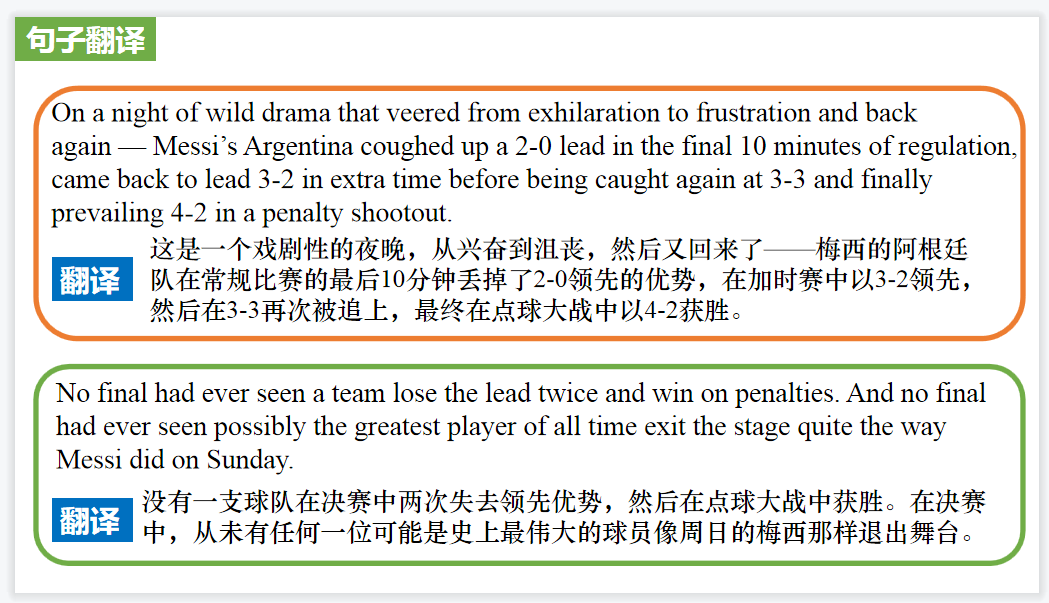 句子翻译
On a night of wild drama that veered from exhilaration to frustration and back
again — Messi’s Argentina coughed up a 2-0 lead in the final 10 minutes of regulation,
came back to lead 3-2 in extra time before being caught again at 3-3 and finally
prevailing 4-2 in a penalty shootout.
这是一个戏剧性的夜晚，从兴奋到沮丧，然后又回来了——梅西的阿根廷
翻译
队在常规比赛的最后10分钟丢掉了2-0领先的优势，在加时赛中以3-2领先，
然后在3-3再次被追上，最终在点球大战中以4-2获胜。
No final had ever seen a team lose the lead twice and win on penalties. And no final
had ever seen possibly the greatest player of all time exit the stage quite the way
Messi did on Sunday.
翻译
没有一支球队在决赛中两次失去领先优势，然后在点球大战中获胜。在决赛
中，从未有任何一位可能是史上最伟大的球员像周日的梅西那样退出舞台。